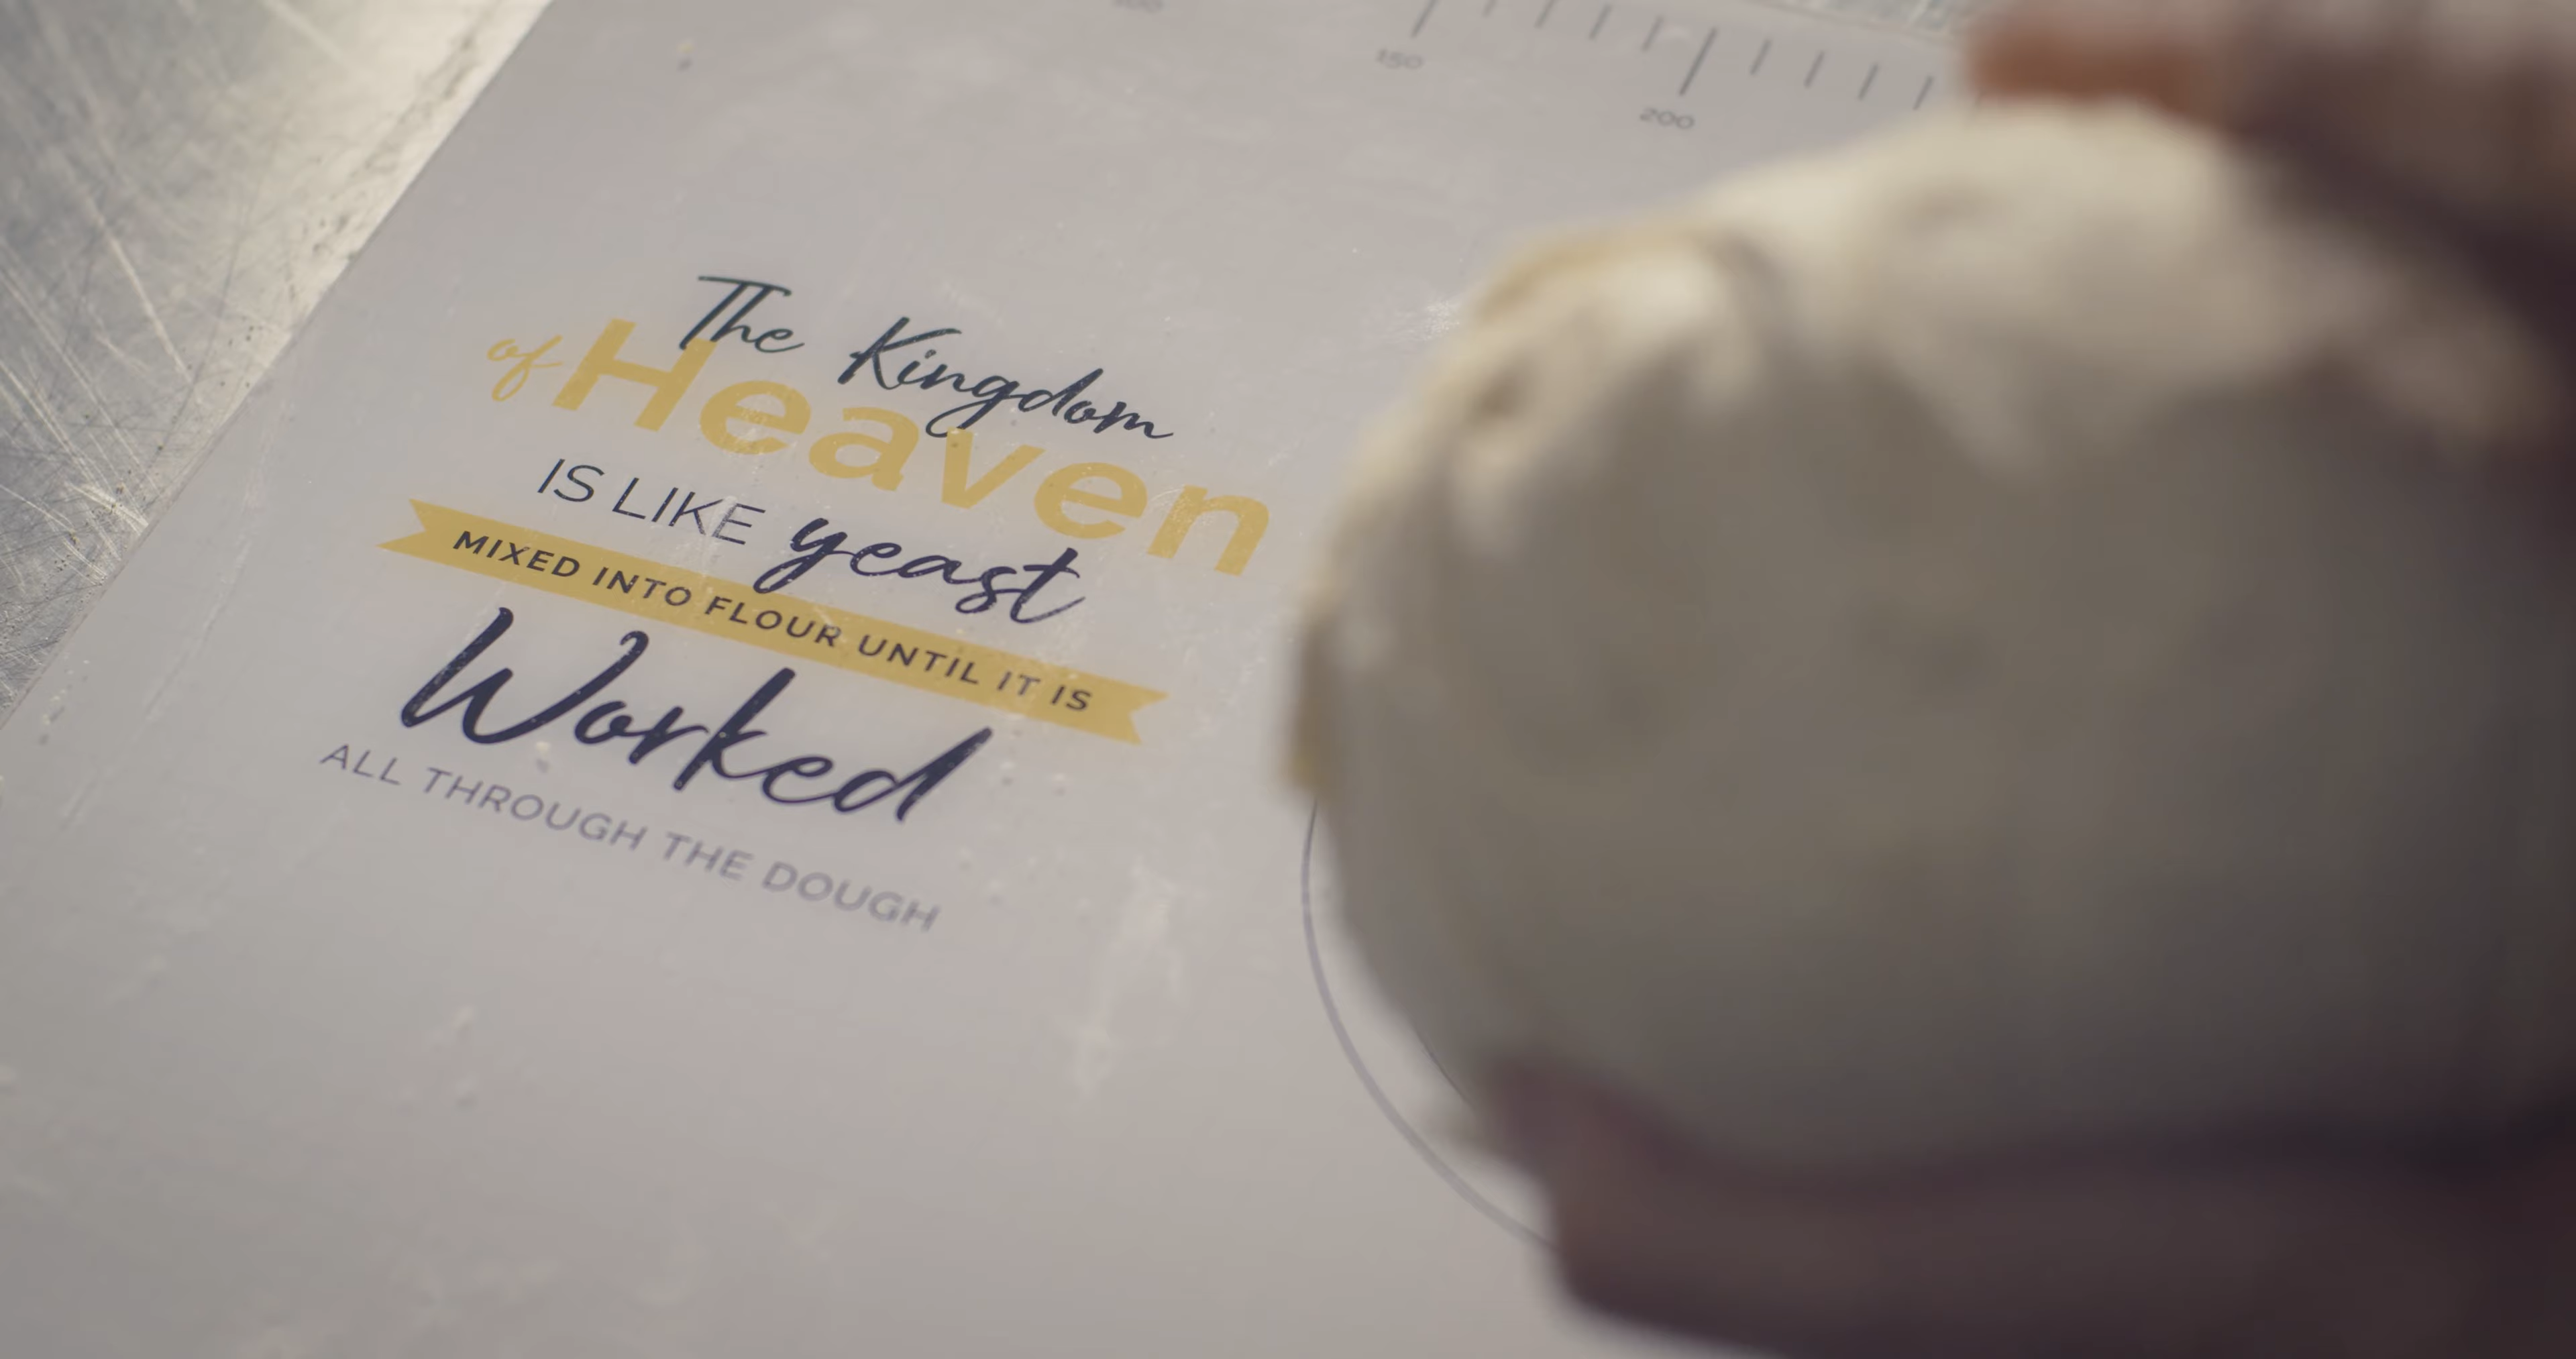 150
200
The Kingdom
of Heaven
IS LIKE yeast
MIXED INTO FLOUR UNTIL IT IS
Worked
ALL THROUGH THE DOUGH